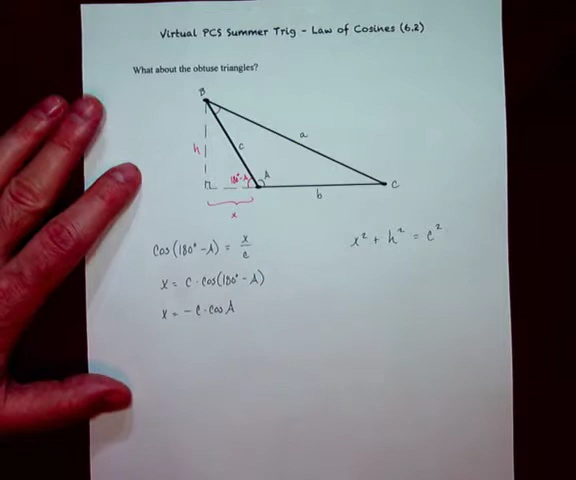 Virtual PCS Summer Trig - Law of Cosines (6.2)
What about the obtuse triangles?
B
a
c
h
180°-A
A
C
b
x
cos(180° - A) = x/c
x² + h² = c²
x = c · cos(180° - A)
x = - c · cos A